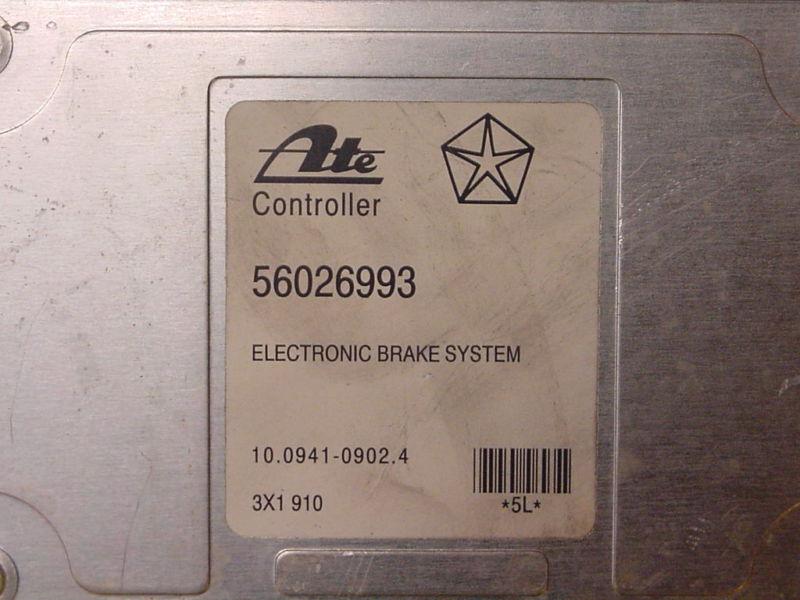 Ate
Controller
56026993
ELECTRONIC BRAKE SYSTEM
10.0941-0902.4
3X1 910
*5L*